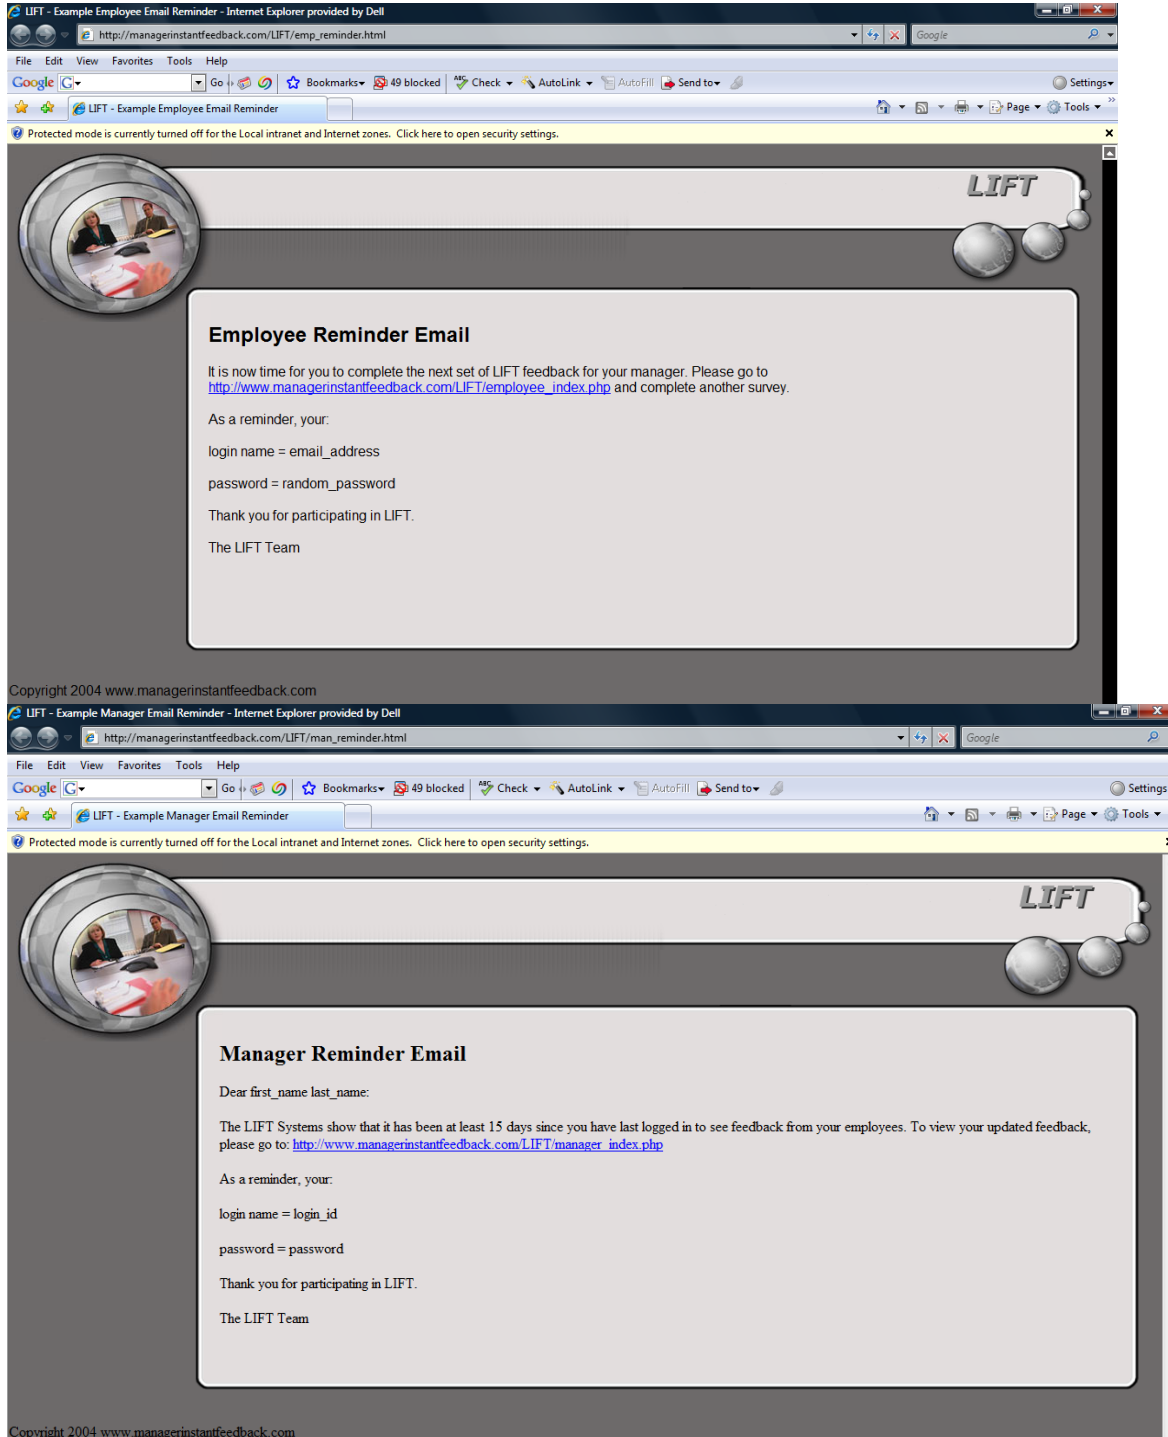 LIFT - Example Employee Email Reminder - Internet Explorer provided by Dell
http://managerinstantfeedback.com/LIFT/emp_reminder.html Google
File Edit View Favorites Tools Help
Google G Go Bookmarks 49 blocked ABC Check AutoLink AutoFill Send to Settings
LIFT - Example Employee Email Reminder Page Tools
Protected mode is currently turned off for the Local intranet and Internet zones. Click here to open security settings.
LIFT
Employee Reminder Email
It is now time for you to complete the next set of LIFT feedback for your manager. Please go to
http://www.managerinstantfeedback.com/LIFT/employee_index.php and complete another survey.
As a reminder, your:
login name = email_address
password = random_password
Thank you for participating in LIFT.
The LIFT Team
Copyright 2004 www.managerinstantfeedback.com
LIFT - Example Manager Email Reminder - Internet Explorer provided by Dell
http://managerinstantfeedback.com/LIFT/man_reminder.html Google
File Edit View Favorites Tools Help
Google G Go Bookmarks 49 blocked ABC Check AutoLink AutoFill Send to Settings
LIFT - Example Manager Email Reminder Page Tools
Protected mode is currently turned off for the Local intranet and Internet zones. Click here to open security settings.
LIFT
Manager Reminder Email
Dear first_name last_name:
The LIFT Systems show that it has been at least 15 days since you have last logged in to see feedback from your employees. To view your updated feedback,
please go to: http://www.managerinstantfeedback.com/LIFT/manager_index.php
As a reminder, your:
login name = login_id
password = password
Thank you for participating in LIFT.
The LIFT Team
Copyright 2004 www.managerinstantfeedback.com